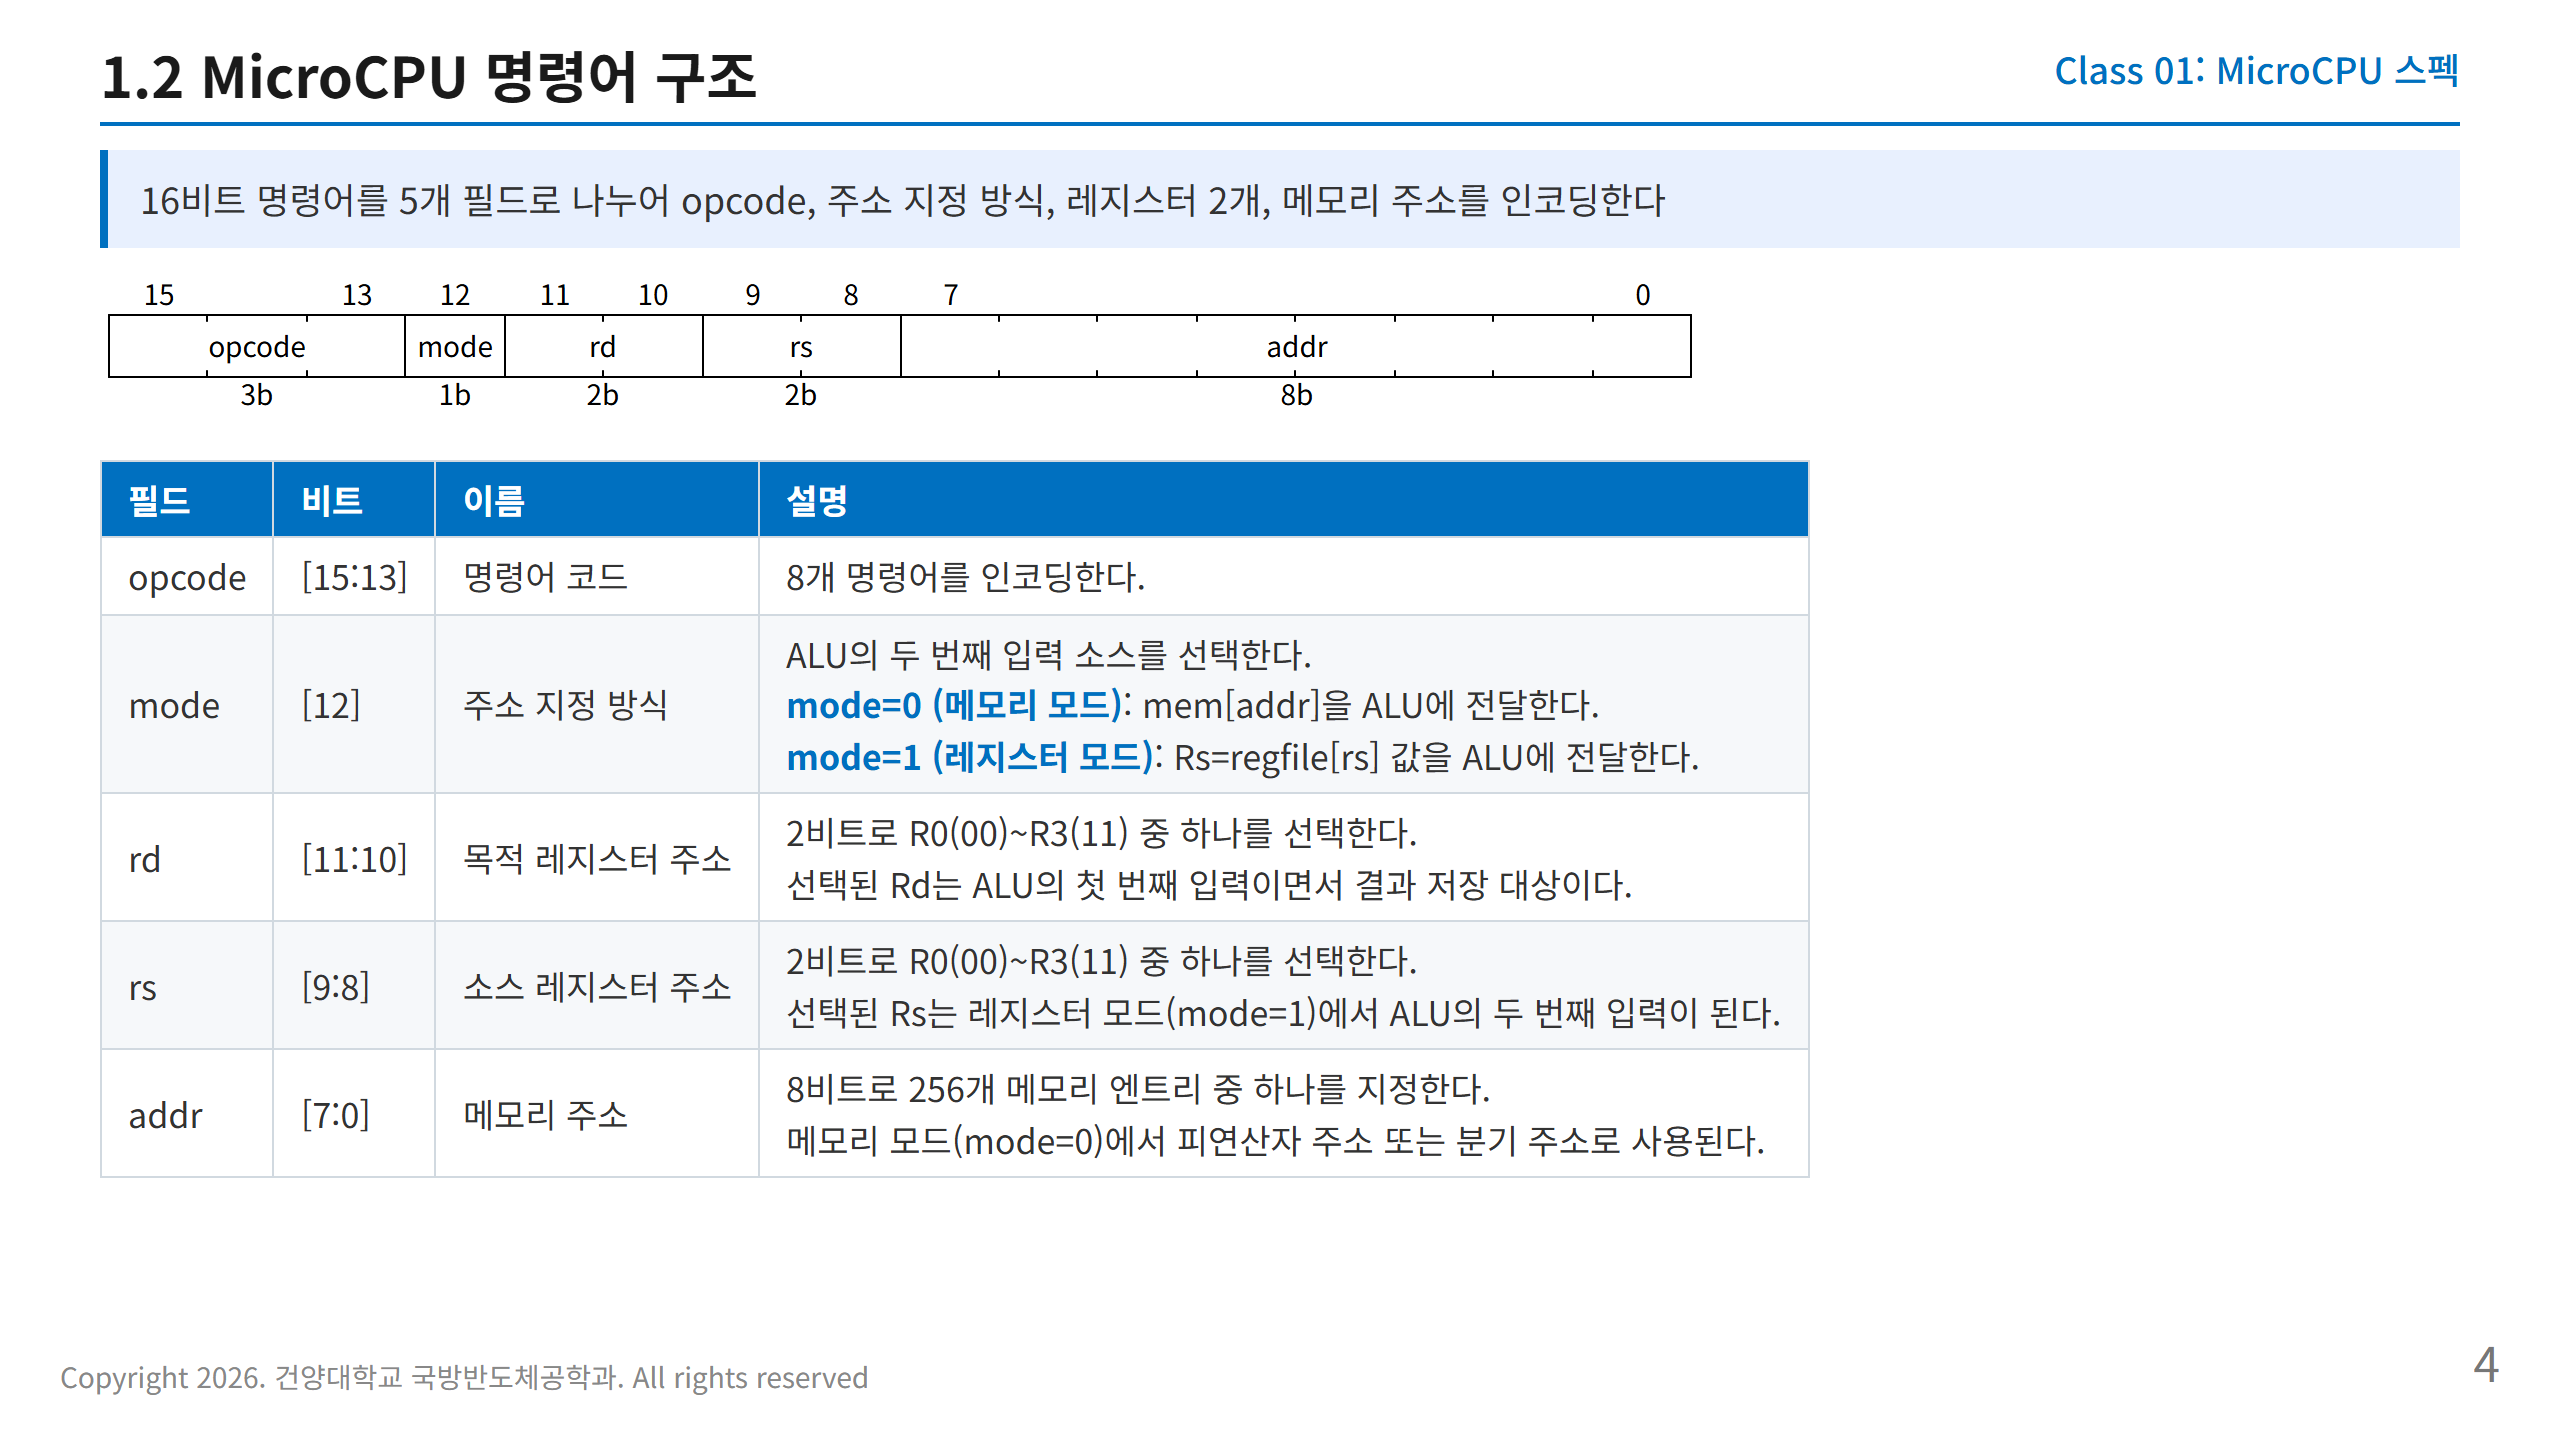 1.2 MicroCPU 명령어 구조
Class 01: MicroCPU 스펙
16비트 명령어를 5개 필드로 나누어 opcode, 주소 지정 방식, 레지스터 2개, 메모리 주소를 인코딩한다
15 13 12 11 10 9 8 7 0
opcode mode rd rs addr
3b 1b 2b 2b 8b
필드 비트 이름 설명
opcode [15:13] 명령어 코드 8개 명령어를 인코딩한다.
mode [12] 주소 지정 방식 ALU의 두 번째 입력 소스를 선택한다.
mode=0 (메모리 모드): mem[addr]을 ALU에 전달한다.
mode=1 (레지스터 모드): Rs=regfile[rs] 값을 ALU에 전달한다.
rd [11:10] 목적 레지스터 주소 2비트로 R0(00)~R3(11) 중 하나를 선택한다.
선택된 Rd는 ALU의 첫 번째 입력이면서 결과 저장 대상이다.
rs [9:8] 소스 레지스터 주소 2비트로 R0(00)~R3(11) 중 하나를 선택한다.
선택된 Rs는 레지스터 모드(mode=1)에서 ALU의 두 번째 입력이 된다.
addr [7:0] 메모리 주소 8비트로 256개 메모리 엔트리 중 하나를 지정한다.
메모리 모드(mode=0)에서 피연산자 주소 또는 분기 주소로 사용된다.
Copyright 2026. 건양대학교 국방반도체공학과. All rights reserved
4